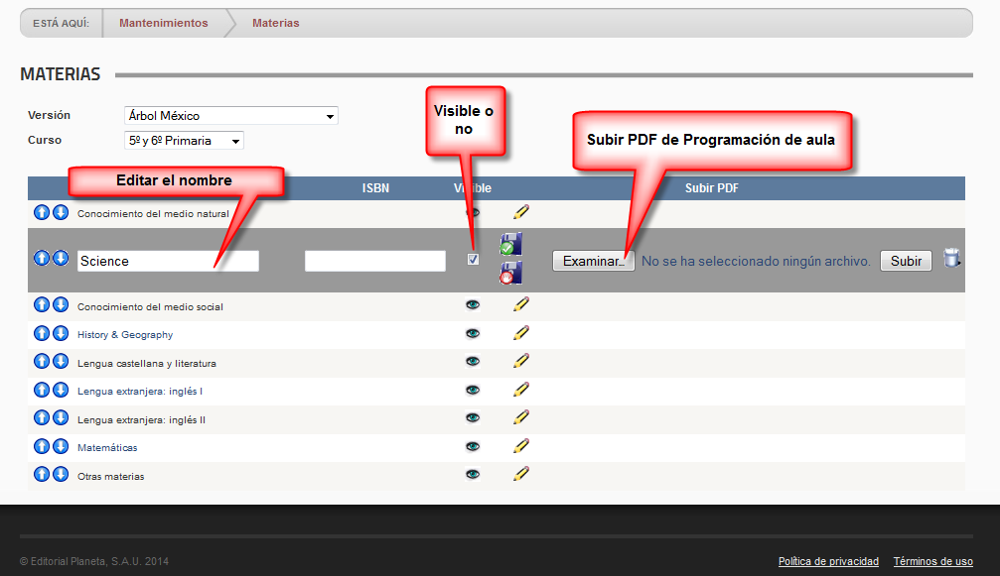 ESTÁ AQUÍ: Mantenimientos Materias
MATERIAS
Versión Árbol México
Curso 5º y 6º Primaria
Visible o
no
Subir PDF de Programación de aula
Editar el nombre
ISBN Visible Subir PDF
Conocimiento del medio natural
Science Examinar... No se ha seleccionado ningún archivo. Subir
Conocimiento del medio social
History & Geography
Lengua castellana y literatura
Lengua extranjera: inglés I
Lengua extranjera: inglés II
Matemáticas
Otras materias
© Editorial Planeta, S.A.U. 2014 Política de privacidad Términos de uso